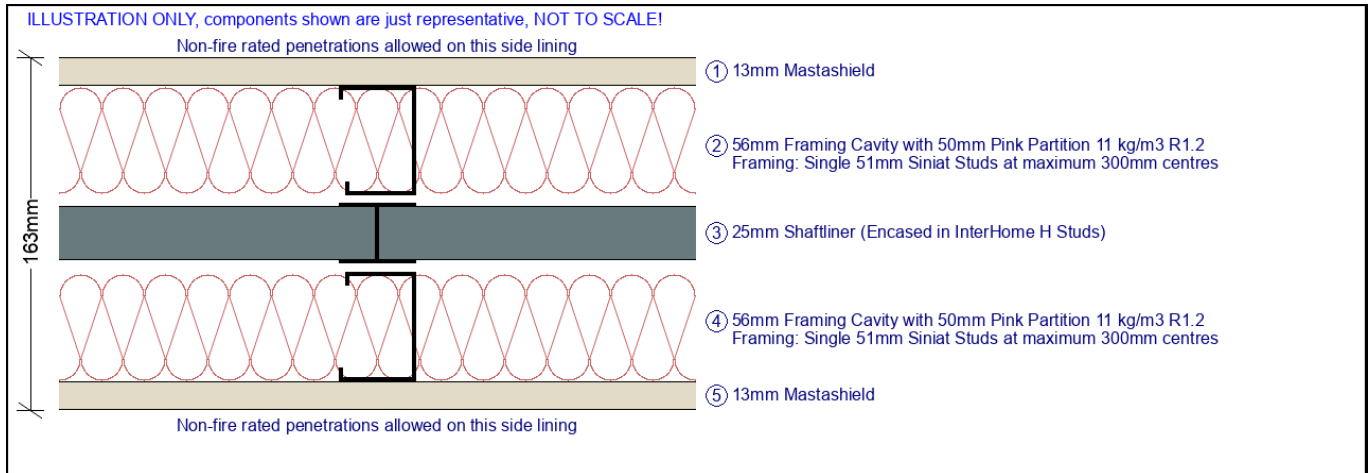 ILLUSTRATION ONLY, components shown are just representative, NOT TO SCALE!
Non-fire rated penetrations allowed on this side lining
1 13mm Mastashield
2 56mm Framing Cavity with 50mm Pink Partition 11 kg/m3 R1.2
Framing: Single 51mm Siniat Studs at maximum 300mm centres
163mm
3 25mm Shaftliner (Encased in InterHome H Studs)
4 56mm Framing Cavity with 50mm Pink Partition 11 kg/m3 R1.2
Framing: Single 51mm Siniat Studs at maximum 300mm centres
5 13mm Mastashield
Non-fire rated penetrations allowed on this side lining